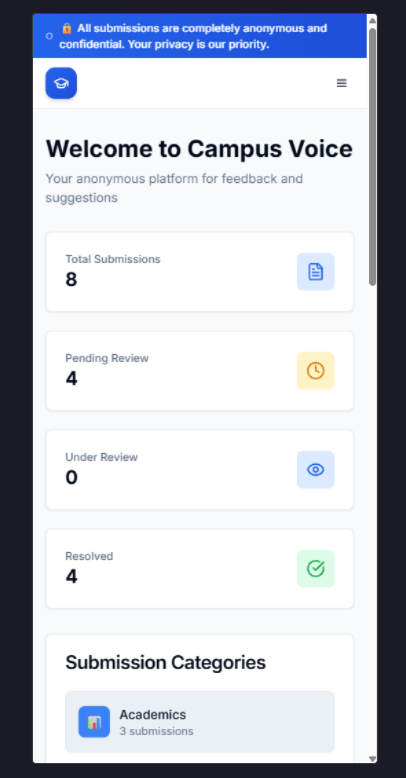 🔒 All submissions are completely anonymous and
confidential. Your privacy is our priority.
Welcome to Campus Voice
Your anonymous platform for feedback and
suggestions
Total Submissions
8
Pending Review
4
Under Review
0
Resolved
4
Submission Categories
Academics
3 submissions